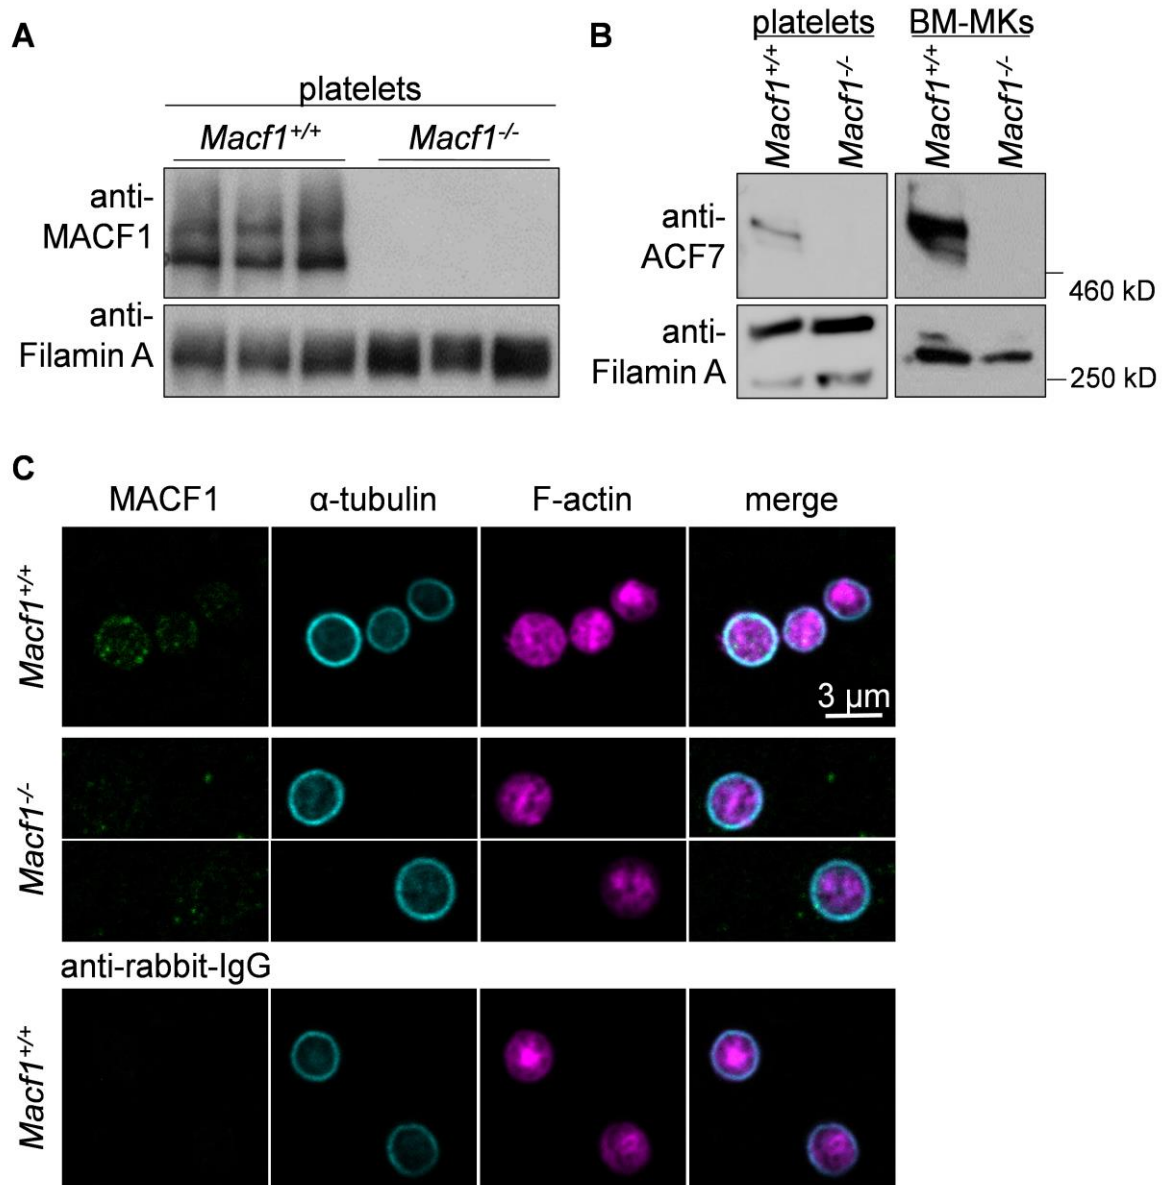 A
platelets
Macf1+/+ Macf1-/-
anti-
MACF1
anti-
Filamin A
B
platelets BM-MKs
Macf1+/+ Macf1-/- Macf1+/+ Macf1-/-
anti-
ACF7
460 kD
anti-
Filamin A
250 kD
C
MACF1 α-tubulin F-actin merge
Macf1+/+
3 µm
Macf1-/-
anti-rabbit-IgG
Macf1+/+